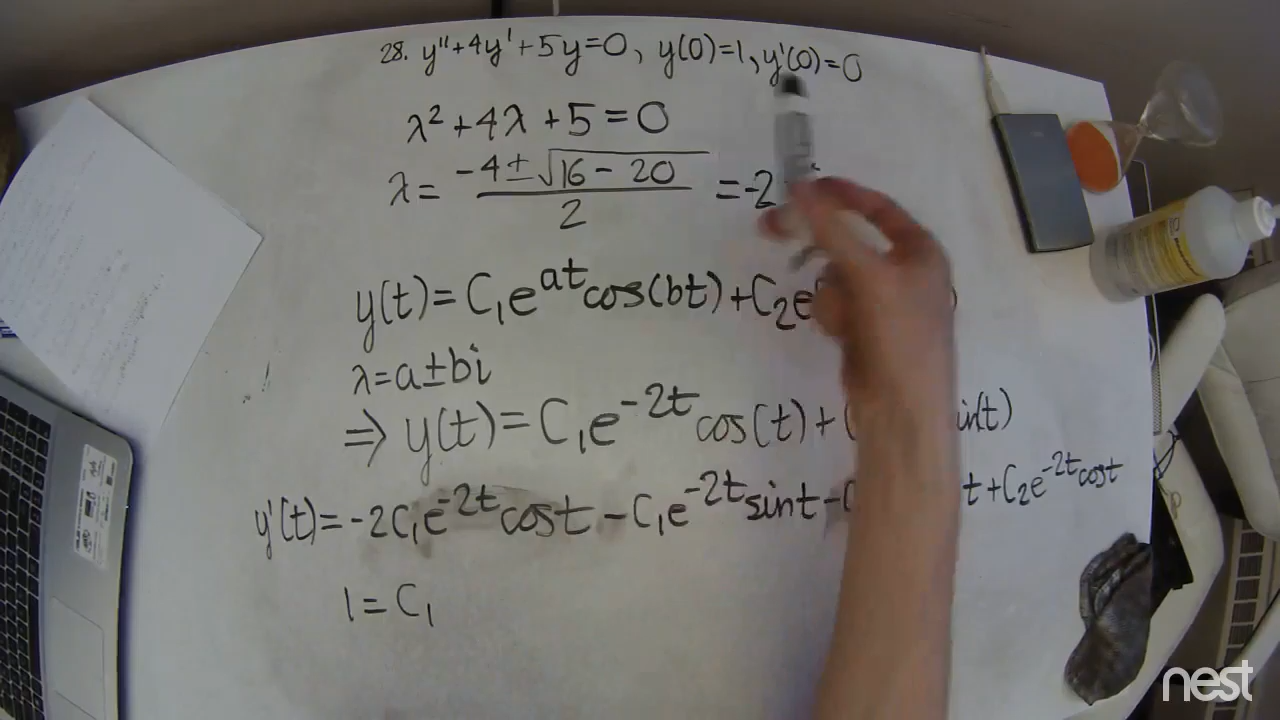 28. y''+4y'+5y=0, y(0)=1, y'(0)=0
λ²+4λ+5=0
λ= (-4±√(16-20))/2 =-2
y(t)=C₁e^(at)cos(bt)+C₂e
λ=a±bi
⇒ y(t)=C₁e^(-2t)cos(t)+ in(t)
y'(t)=-2C₁e^(-2t)cost-C₁e^(-2t)sint- t+C₂e^(-2t)cost
1=C₁
nest